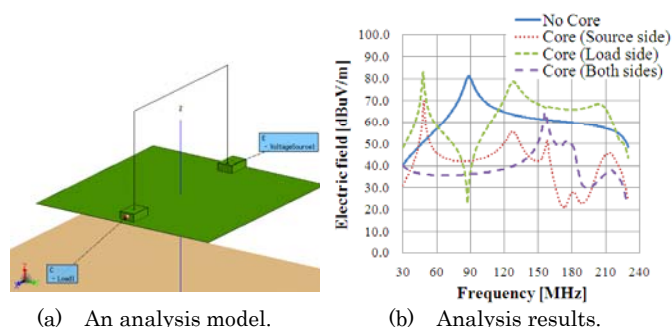 Z
E
- VoltageSource1
C
- Load1
X
Y
No Core
Core (Source side)
Core (Load side)
Core (Both sides)
Electric field [dBuV/m]
100.0
90.0
80.0
70.0
60.0
50.0
40.0
30.0
20.0
10.0
0.0
30 60 90 120 150 180 210 240
Frequency [MHz]
(a) An analysis model.
(b) Analysis results.